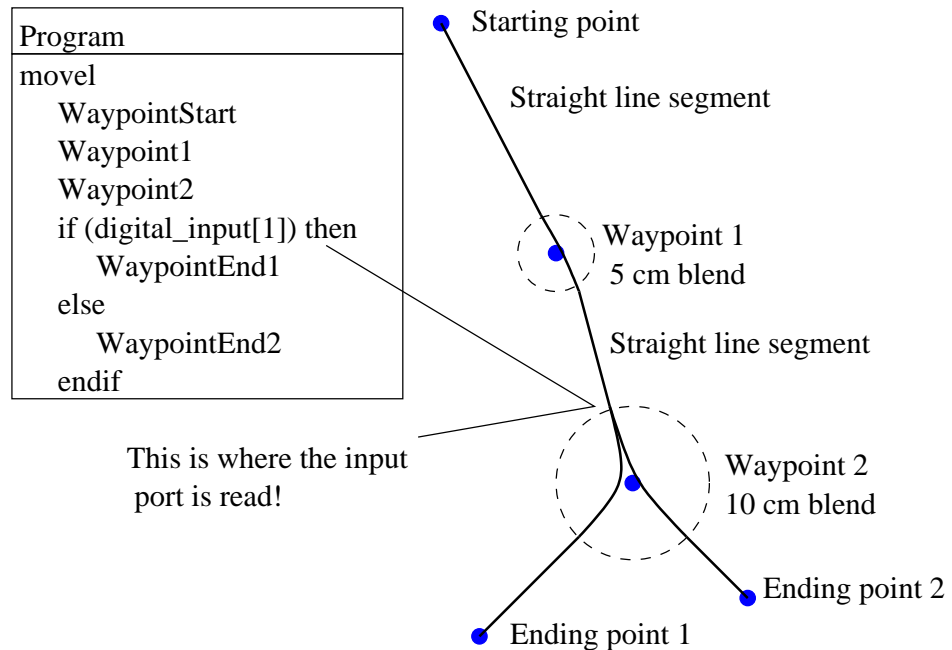 Program
movel
WaypointStart
Waypoint1
Waypoint2
if (digital_input[1]) then
WaypointEnd1
else
WaypointEnd2
endif
Starting point
Straight line segment
Waypoint 1
5 cm blend
Straight line segment
This is where the input
port is read!
Waypoint 2
10 cm blend
Ending point 2
Ending point 1